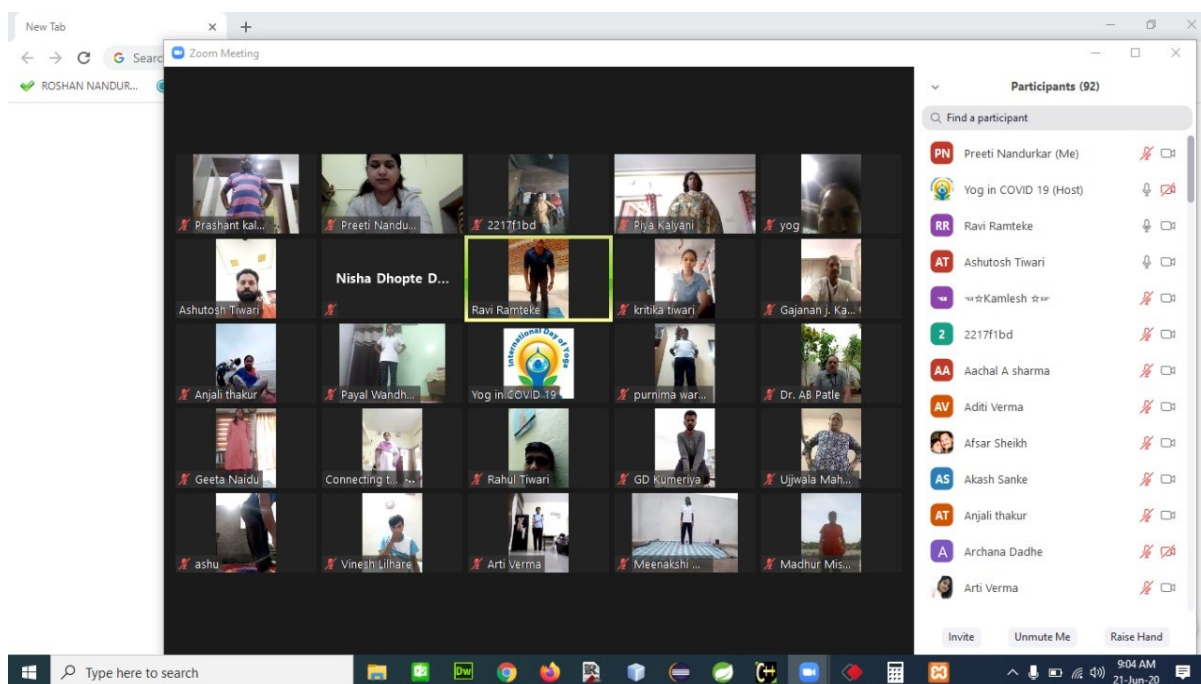 New Tab
Search
ROSHAN NANDUR...
Zoom Meeting
Prashant kal...
Preeti Nandu...
2217f1bd
Piya Kalyani
yog
Ashutosh Tiwari
Nisha Dhopte D...
Ravi Ramteke
kritika tiwari
Gajanan j. Ka...
Anjali thakur
Payal Wandh...
International Day of Yoga
Yog in COVID 19
purnima war...
Dr. AB Patle
Geeta Naidu
Connecting t...
Rahul Tiwari
GD Kumeriya
Ujjwala Mah...
ashu
Vinesh Lilhare
Arti Verma
Meenakshi ...
Madhur Mis...
Participants (92)
Find a participant
PN Preeti Nandurkar (Me)
Yog in COVID 19 (Host)
RR Ravi Ramteke
AT Ashutosh Tiwari
☆Kamlesh ☆
2 2217f1bd
AA Aachal A sharma
AV Aditi Verma
Afsar Sheikh
AS Akash Sanke
AT Anjali thakur
A Archana Dadhe
Arti Verma
Invite Unmute Me Raise Hand
Type here to search
Dw
9:04 AM
21-Jun-20